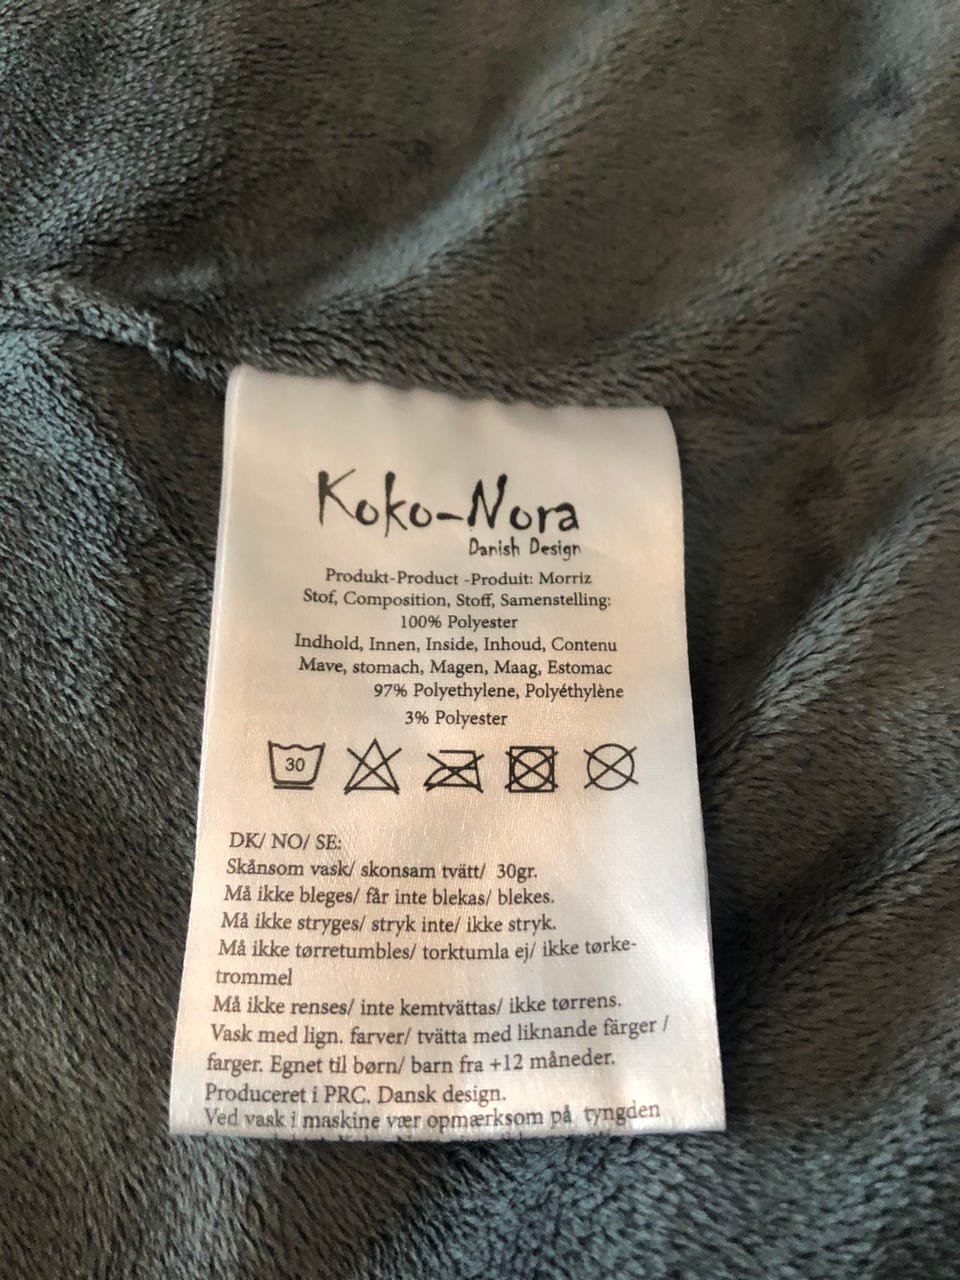 Koko-Nora
Danish Design
Produkt-Product -Produit: Morriz
Stof, Composition, Stoff, Samenstelling:
100% Polyester
Indhold, Innen, Inside, Inhoud, Contenu
Mave, stomach, Magen, Maag, Estomac
97% Polyethylene, Polyéthylène
3% Polyester
30
DK/ NO/ SE:
Skånsom vask/ skonsam tvätt/ 30gr.
Må ikke bleges/ får inte blekas/ blekes.
Må ikke stryges/ stryk inte/ ikke stryk.
Må ikke tørretumbles/ torktumla ej/ ikke tørke-
trommel
Må ikke renses/ inte kemtvättas/ ikke tørrens.
Vask med lign. farver/ tvätta med liknande färger /
farger. Egnet til børn/ barn fra +12 måneder.
Produceret i PRC. Dansk design.
Ved vask i maskine vær opmærksom på tyngden